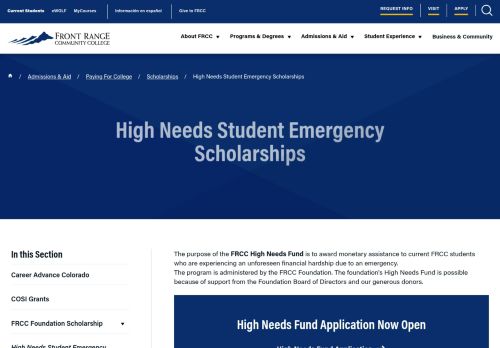 Current Students eWOLF MyCourses Información en español Give to FRCC REQUEST INFO VISIT APPLY
FRONT RANGE
COMMUNITY COLLEGE
About FRCC Programs & Degrees Admissions & Aid Student Experience Business & Community
/ Admissions & Aid / Paying For College / Scholarships / High Needs Student Emergency Scholarships
High Needs Student Emergency
Scholarships
In this Section
Career Advance Colorado
COSI Grants
FRCC Foundation Scholarship
High Needs Student Emergency
The purpose of the FRCC High Needs Fund is to award monetary assistance to current FRCC students
who are experiencing an unforeseen financial hardship due to an emergency.
The program is administered by the FRCC Foundation. The foundation's High Needs Fund is possible
because of support from the Foundation Board of Directors and our generous donors.
High Needs Fund Application Now Open
High Needs Fund Application